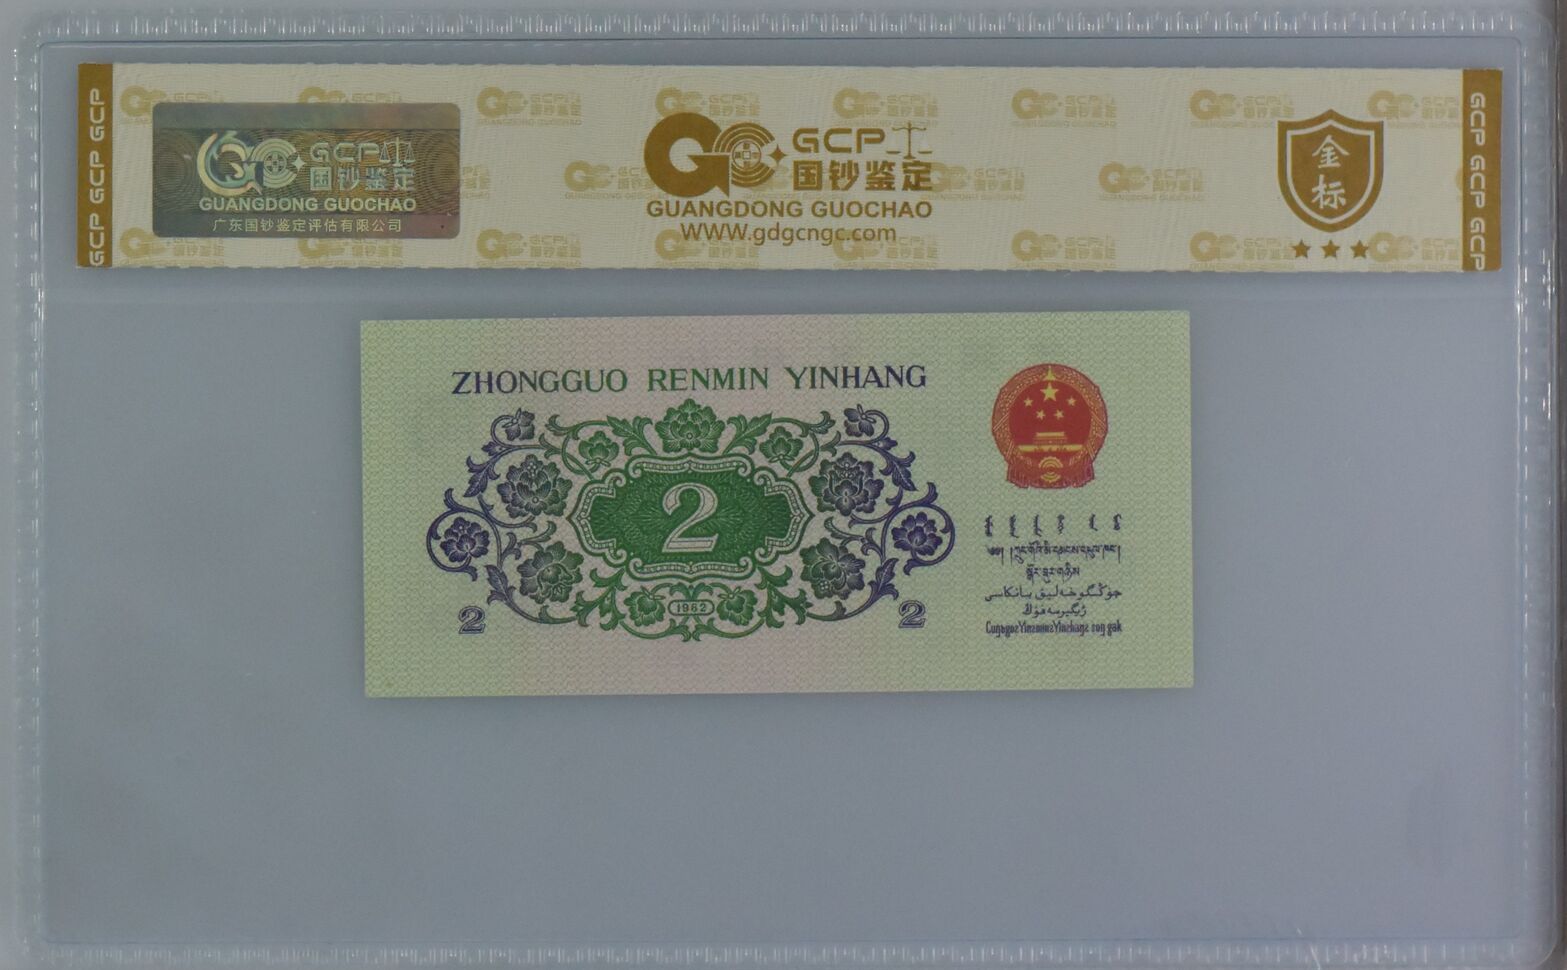 GCP GCP GCP
GCP
国钞鉴定
GUANGDONG GUOCHAO
广东国钞鉴定评估有限公司
GCP
国钞鉴定
GUANGDONG GUOCHAO
WWW.gdgcngc.com
金标
GCP GCP GCP
ZHONGGUO RENMIN YINHANG
2
1962
2
2